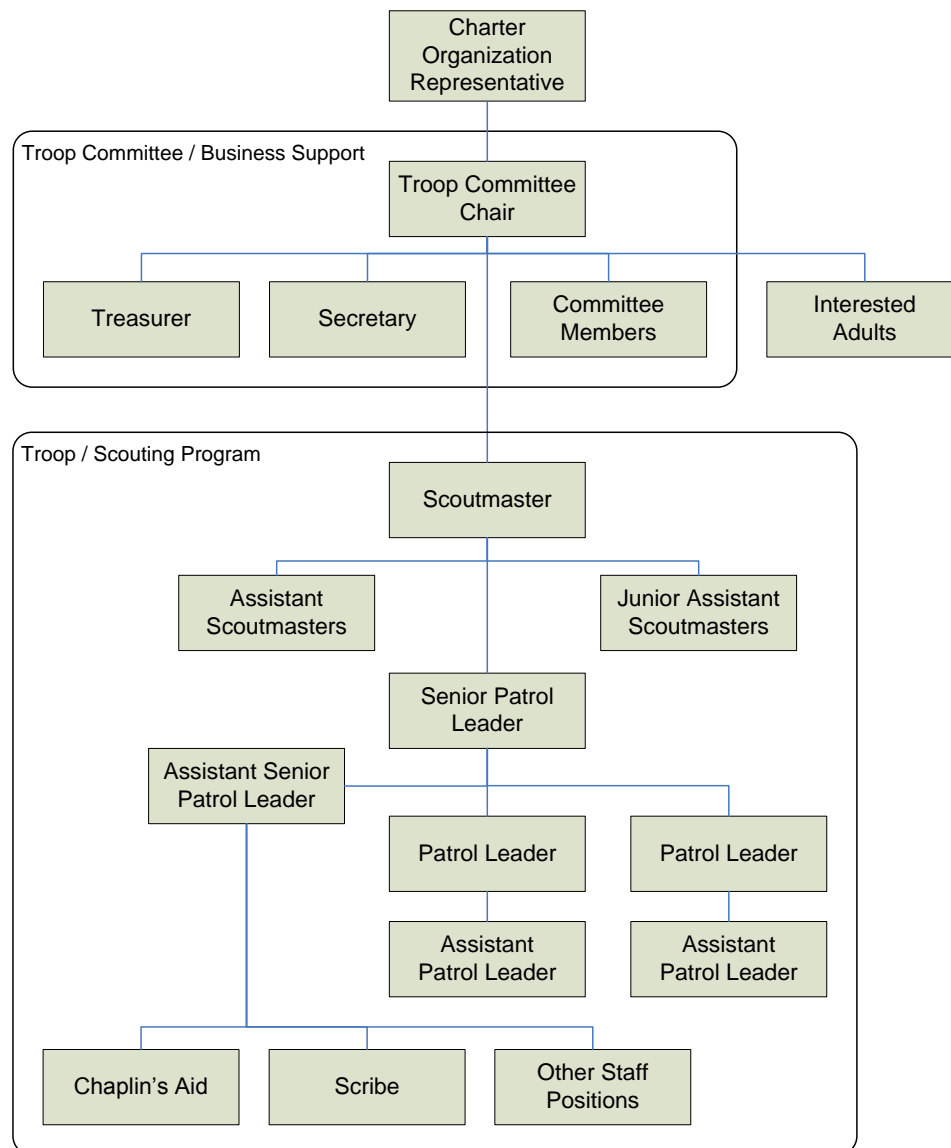 Charter
Organization
Representative
Troop Committee / Business Support
Troop Committee
Chair
Treasurer
Secretary
Committee
Members
Interested
Adults
Troop / Scouting Program
Scoutmaster
Assistant
Scoutmasters
Junior Assistant
Scoutmasters
Senior Patrol
Leader
Assistant Senior
Patrol Leader
Patrol Leader
Patrol Leader
Assistant
Patrol Leader
Assistant
Patrol Leader
Chaplin’s Aid
Scribe
Other Staff
Positions